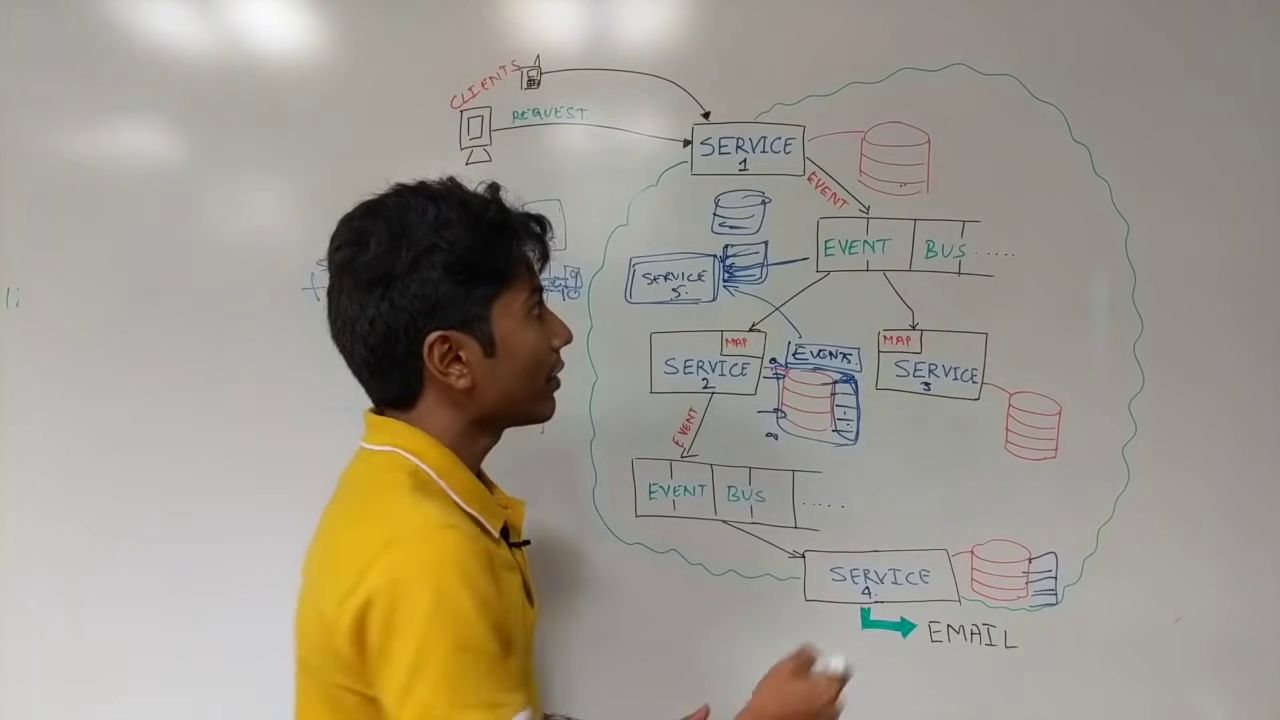 CLIENTS
REQUEST
SERVICE
1
EVENT
EVENT BUS ......
SERVICE
5.
MAP
SERVICE
2
EVENTS.
MAP
SERVICE
3
EVENT
EVENT BUS ......
SERVICE
4.
EMAIL